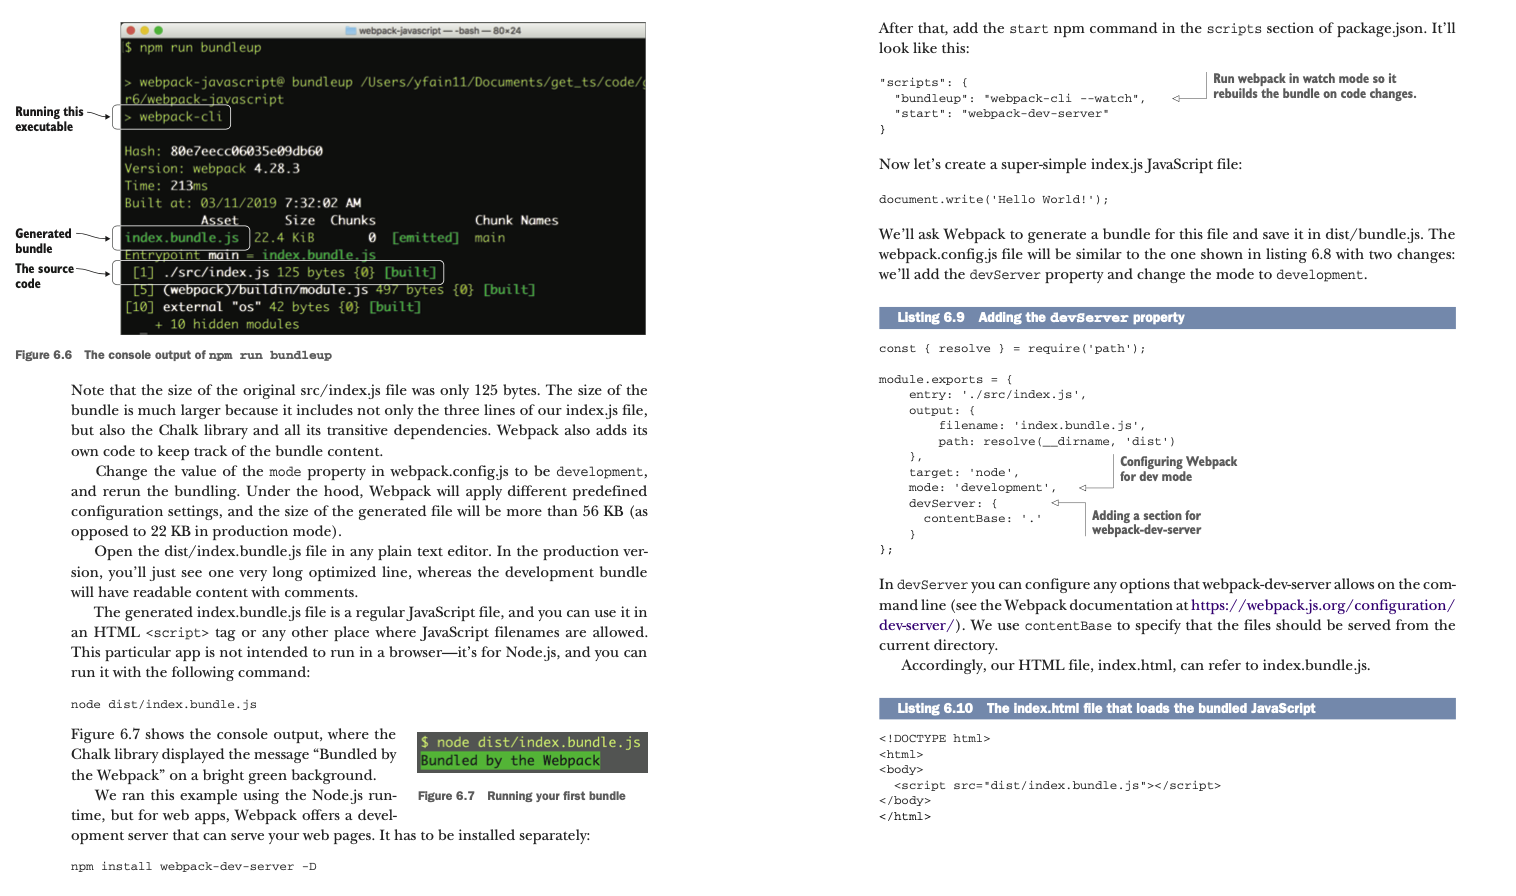 webpack-javascript — -bash — 80×24
$ npm run bundleup
> webpack-javascript@ bundleup /Users/yfain11/Documents/get_ts/code/
r6/webpack-javascript
> webpack-cli
Running this
executable
Hash: 80e7eecc06035e09db60
Version: webpack 4.28.3
Time: 213ms
Built at: 03/11/2019 7:32:02 AM
Asset Size Chunks Chunk Names
index.bundle.js 22.4 KiB 0 [emitted] main
Generated
bundle
Entrypoint main = index.bundle.js
[1] ./src/index.js 125 bytes {0} [built]
The source
code
[5] (webpack)/buildin/module.js 497 bytes {0} [built]
[10] external "os" 42 bytes {0} [built]
+ 10 hidden modules
Figure 6.6 The console output of npm run bundleup
Note that the size of the original src/index.js file was only 125 bytes. The size of the
bundle is much larger because it includes not only the three lines of our index.js file,
but also the Chalk library and all its transitive dependencies. Webpack also adds its
own code to keep track of the bundle content.
Change the value of the mode property in webpack.config.js to be development,
and rerun the bundling. Under the hood, Webpack will apply different predefined
configuration settings, and the size of the generated file will be more than 56 KB (as
opposed to 22 KB in production mode).
Open the dist/index.bundle.js file in any plain text editor. In the production ver-
sion, you'll just see one very long optimized line, whereas the development bundle
will have readable content with comments.
The generated index.bundle.js file is a regular JavaScript file, and you can use it in
an HTML <script> tag or any other place where JavaScript filenames are allowed.
This particular app is not intended to run in a browser—it's for Node.js, and you can
run it with the following command:
node dist/index.bundle.js
Figure 6.7 shows the console output, where the
Chalk library displayed the message “Bundled by
the Webpack” on a bright green background.
We ran this example using the Node.js run-
time, but for web apps, Webpack offers a devel-
opment server that can serve your web pages. It has to be installed separately:
$ node dist/index.bundle.js
Bundled by the Webpack
Figure 6.7 Running your first bundle
npm install webpack-dev-server -D
After that, add the start npm command in the scripts section of package.json. It'll
look like this:
"scripts": {
"bundleup": "webpack-cli --watch",
"start": "webpack-dev-server"
}
Run webpack in watch mode so it
rebuilds the bundle on code changes.
Now let's create a super-simple index.js JavaScript file:
document.write('Hello World!');
We'll ask Webpack to generate a bundle for this file and save it in dist/bundle.js. The
webpack.config.js file will be similar to the one shown in listing 6.8 with two changes:
we'll add the devServer property and change the mode to development.
Listing 6.9 Adding the devServer property
const { resolve } = require('path');
module.exports = {
entry: './src/index.js',
output: {
filename: 'index.bundle.js',
path: resolve(__dirname, 'dist')
},
target: 'node',
mode: 'development',
devServer: {
contentBase: '.'
}
};
Configuring Webpack
for dev mode
Adding a section for
webpack-dev-server
In devServer you can configure any options that webpack-dev-server allows on the com-
mand line (see the Webpack documentation at https://webpack.js.org/configuration/
dev-server/). We use contentBase to specify that the files should be served from the
current directory.
Accordingly, our HTML file, index.html, can refer to index.bundle.js.
Listing 6.10 The index.html file that loads the bundled JavaScript
<!DOCTYPE html>
<html>
<body>
<script src="dist/index.bundle.js"></script>
</body>
</html>